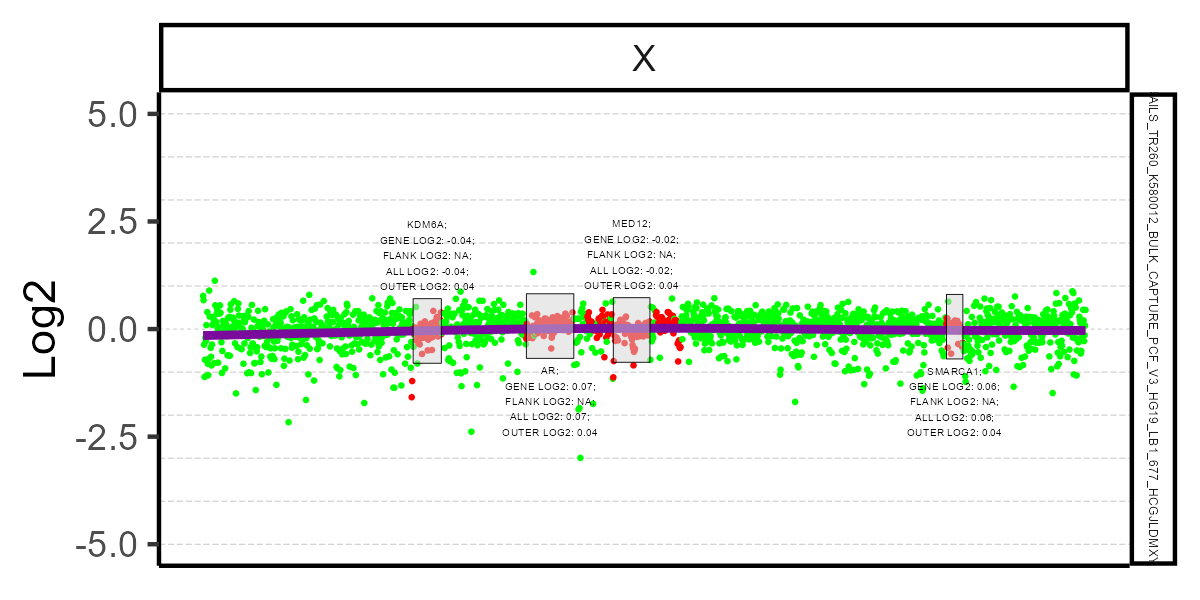 X
5.0
2.5
0.0
-2.5
-5.0
Log2
KDM6A;
GENE LOG2: -0.04;
FLANK LOG2: NA;
ALL LOG2: -0.04;
OUTER LOG2: 0.04
MED12;
GENE LOG2: -0.02;
FLANK LOG2: NA;
ALL LOG2: -0.02;
OUTER LOG2: 0.04
AR;
GENE LOG2: 0.07;
FLANK LOG2: NA;
ALL LOG2: 0.07;
OUTER LOG2: 0.04
SMARCA1;
GENE LOG2: 0.06;
FLANK LOG2: NA;
ALL LOG2: 0.06;
OUTER LOG2: 0.04
AILS_TR260_K580012_BULK_CAPTURE_PCF_V3_HG19_LB1_677_HCGJLDMXY